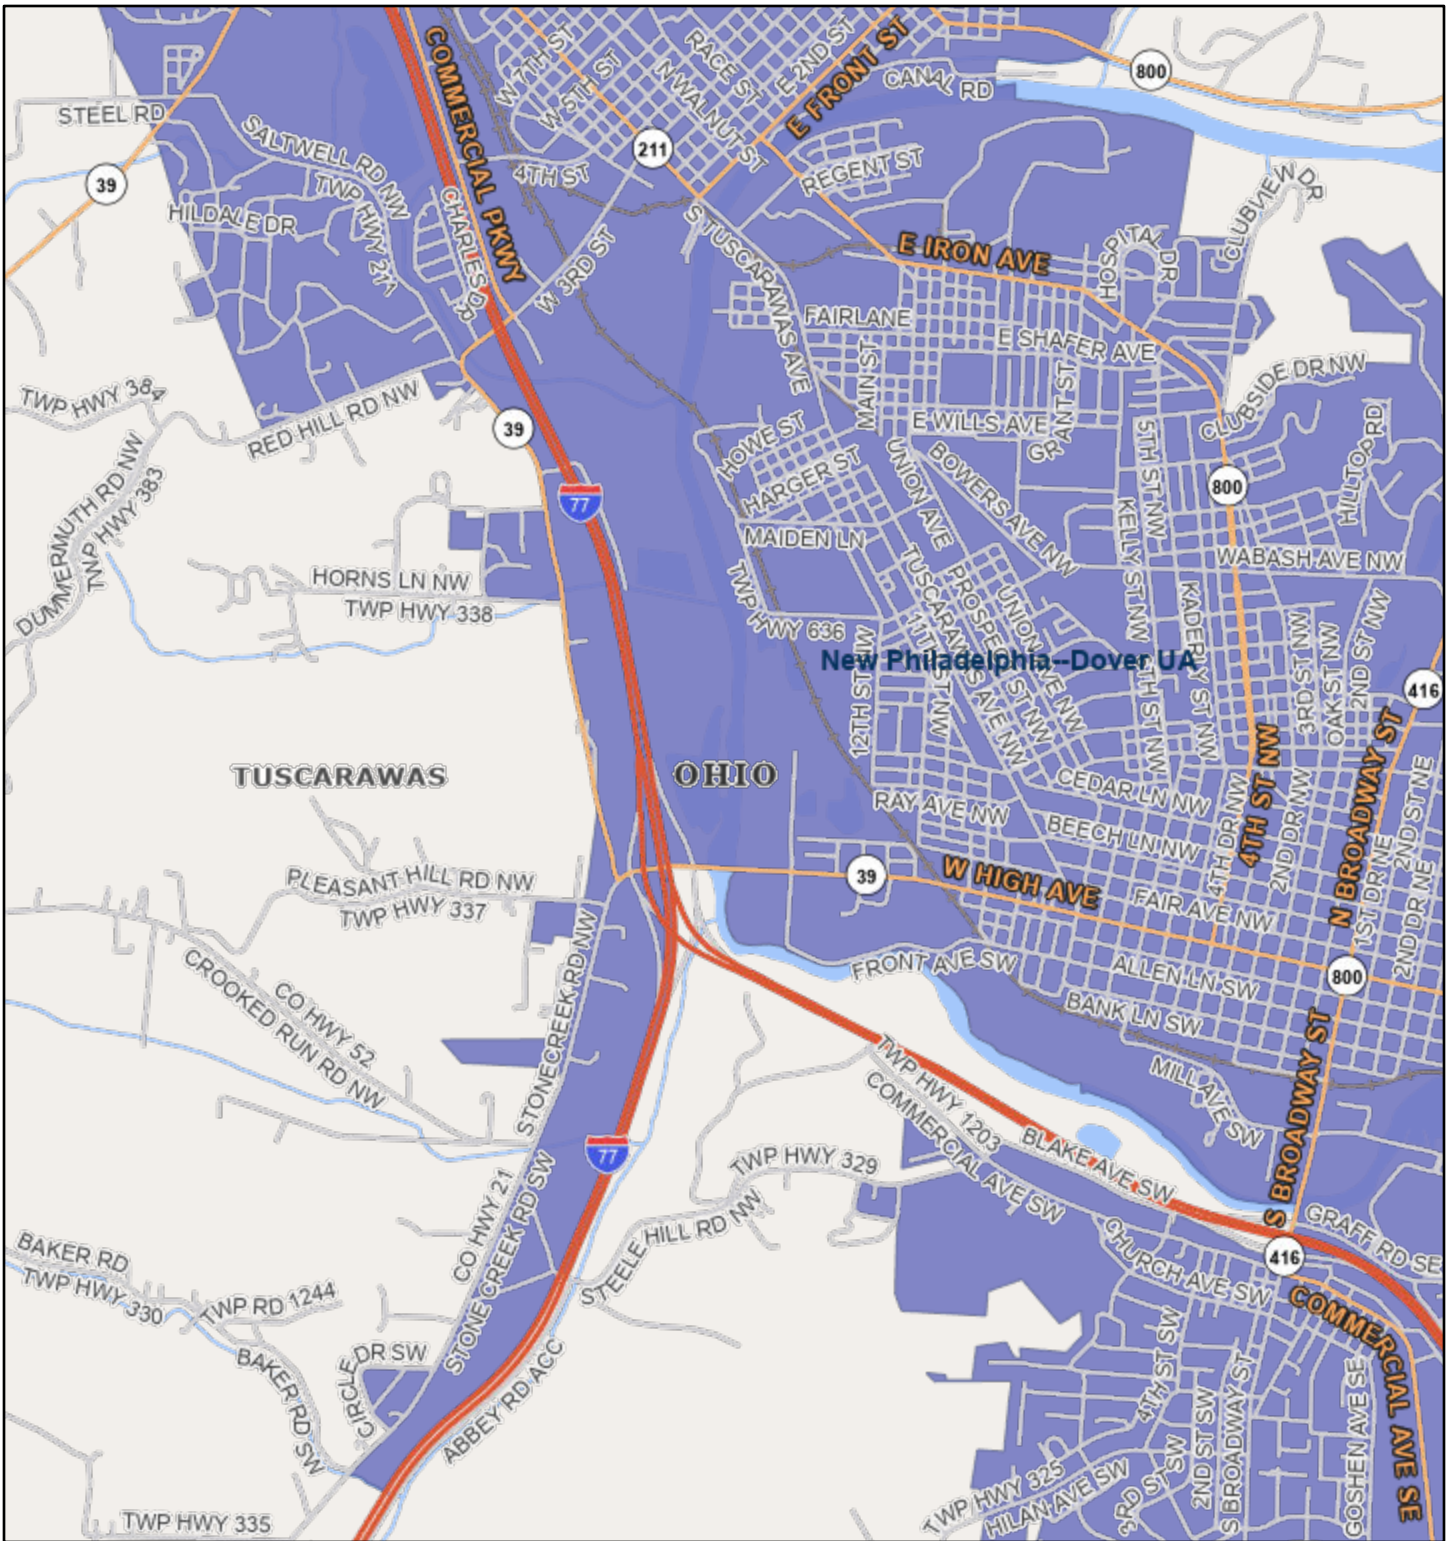 COMMERCIAL PKWY
W 7TH ST
W 5TH ST
RACE ST
E 2ND ST
N WALNUT ST
E FRONT ST
CANAL RD
800
STEEL RD
39
SALTWELL RD NW
TWP HWY 211
HILDALE DR
CHARLES DR
4TH ST
211
REGENT ST
W 3RD ST
S TUSCARAWAS AVE
E IRON AVE
HOSPITAL DR
CLUBVIEW DR
FAIRLANE
MAIN ST
E SHAFER AVE
GRANT ST
E WILLS AVE
CLUBSIDE DR NW
TWP HWY 384
RED HILL RD NW
39
DUMMERMUTH RD NW
TWP HWY 383
77
HOWE ST
HARGER ST
MAIDEN LN
UNION AVE
BOWERS AVE NW
5TH ST NW
KELLY ST NW
800
HILLTOP RD
WABASH AVE NW
HORNS LN NW
TWP HWY 338
TWP HWY 636
TUSCARAWAS AVE NW
PROSPECT ST NW
UNION AVE NW
11TH ST NW
12TH ST NW
7TH ST NW
KADERLY ST NW
3RD ST NW
OAK ST NW
2ND ST NW
New Philadelphia--Dover UA
416
TUSCARAWAS
OHIO
RAY AVE NW
CEDAR LN NW
BEECH LN NW
4TH DR NW
4TH ST NW
2ND DR NW
N BROADWAY ST
1ST DR NE
2ND ST NE
2ND DR NE
PLEASANT HILL RD NW
TWP HWY 337
39
W HIGH AVE
FAIR AVE NW
STONECREEK RD NW
FRONT AVE SW
ALLEN LN SW
BANK LN SW
800
CROOKED RUN RD NW
CO HWY 52
TWP HWY 1203
COMMERCIAL AVE SW
BLAKE AVE SW
MILL AVE SW
S BROADWAY ST
77
TWP HWY 329
STEELE HILL RD NW
CO HWY 21
STONE CREEK RD SW
GRAFF RD SE
416
CHURCH AVE SW
COMMERCIAL AVE SE
BAKER RD
TWP HWY 330
TWP RD 1244
BAKER RD SW
CIRCLE DR SW
ABBEY RD ACC
4TH ST SW
3RD ST SW
2ND ST SW
S BROADWAY ST
GOSHEN AVE SE
TWP HWY 325
HILAN AVE SW
TWP HWY 335